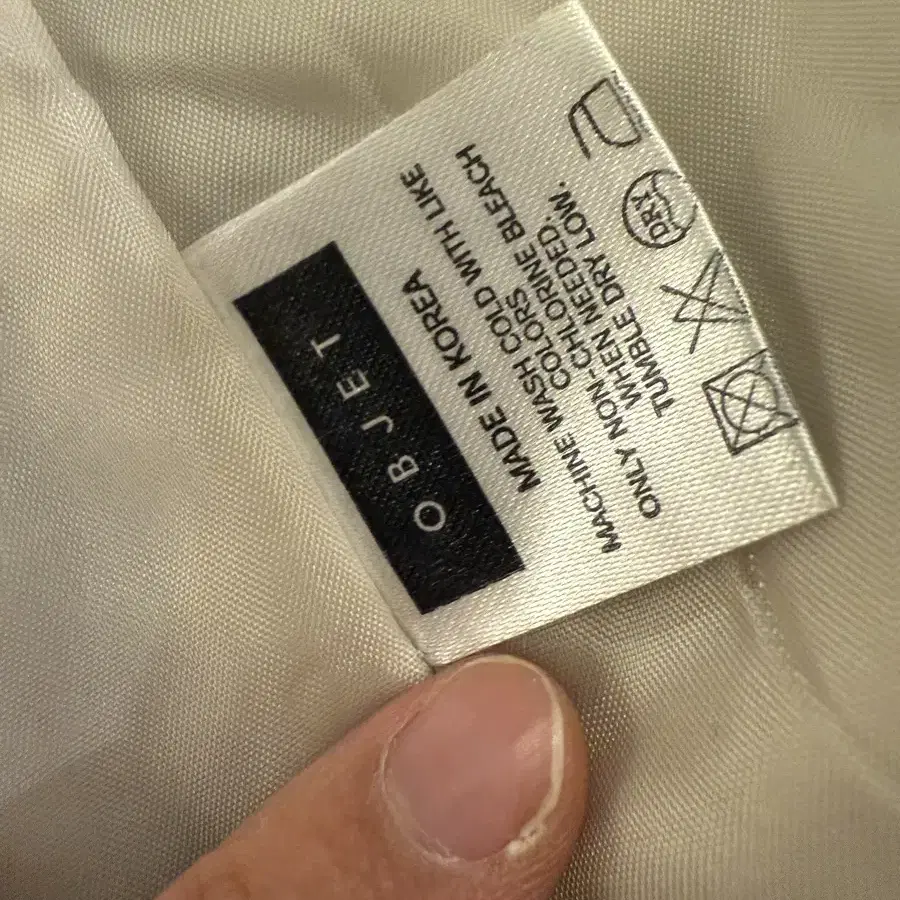 OBJET
MADE IN KOREA
MACHINE WASH COLD WITH LIKE
COLORS
ONLY NON-CHLORINE BLEACH
WHEN NEEDED.
TUMBLE DRY LOW.
DRY